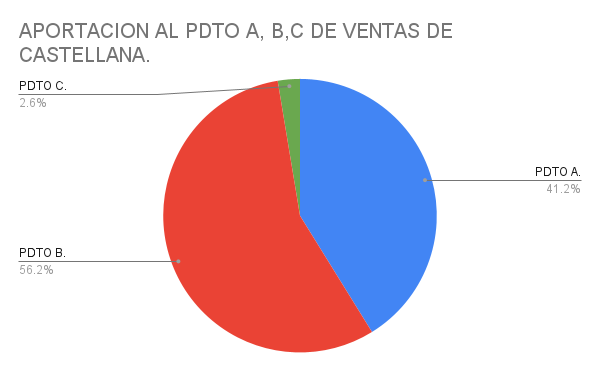 APORTACION AL PDTO A, B,C DE VENTAS DE
CASTELLANA.
PDTO C.
2.6%
PDTO A.
41.2%
PDTO B.
56.2%